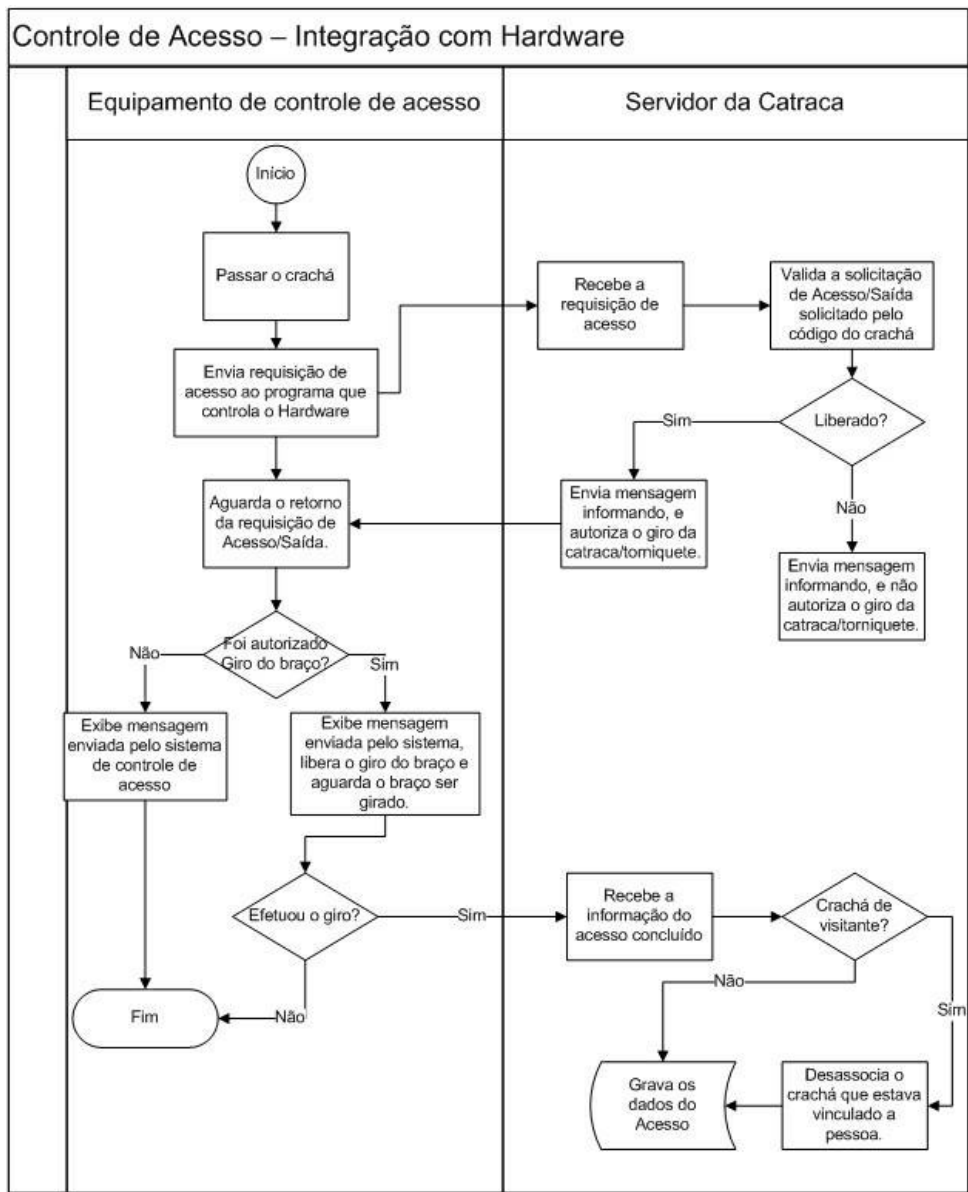 Controle de Acesso – Integração com Hardware
Equipamento de controle de acesso
Servidor da Catraca
Início
Passar o crachá
Envia requisição de
acesso ao programa que
controla o Hardware
Recebe a
requisição de
acesso
Valida a solicitação
de Acesso/Saída
solicitado pelo
código do crachá
Liberado?
Sim
Não
Aguarda o retorno
da requisição de
Acesso/Saída.
Envia mensagem
informando, e
autoriza o giro da
catraca/torniquete.
Envia mensagem
informando, e não
autoriza o giro da
catraca/torniquete.
Foi autorizado
Giro do braço?
Não
Sim
Exibe mensagem
enviada pelo sistema
de controle de
acesso
Exibe mensagem
enviada pelo sistema,
libera o giro do braço e
aguarda o braço ser
girado.
Efetuou o giro?
Sim
Não
Fim
Recebe a
informação do
acesso concluído
Crachá de
visitante?
Não
Sim
Grava os
dados do
Acesso
Desassocia o
crachá que estava
vinculado a
pessoa.